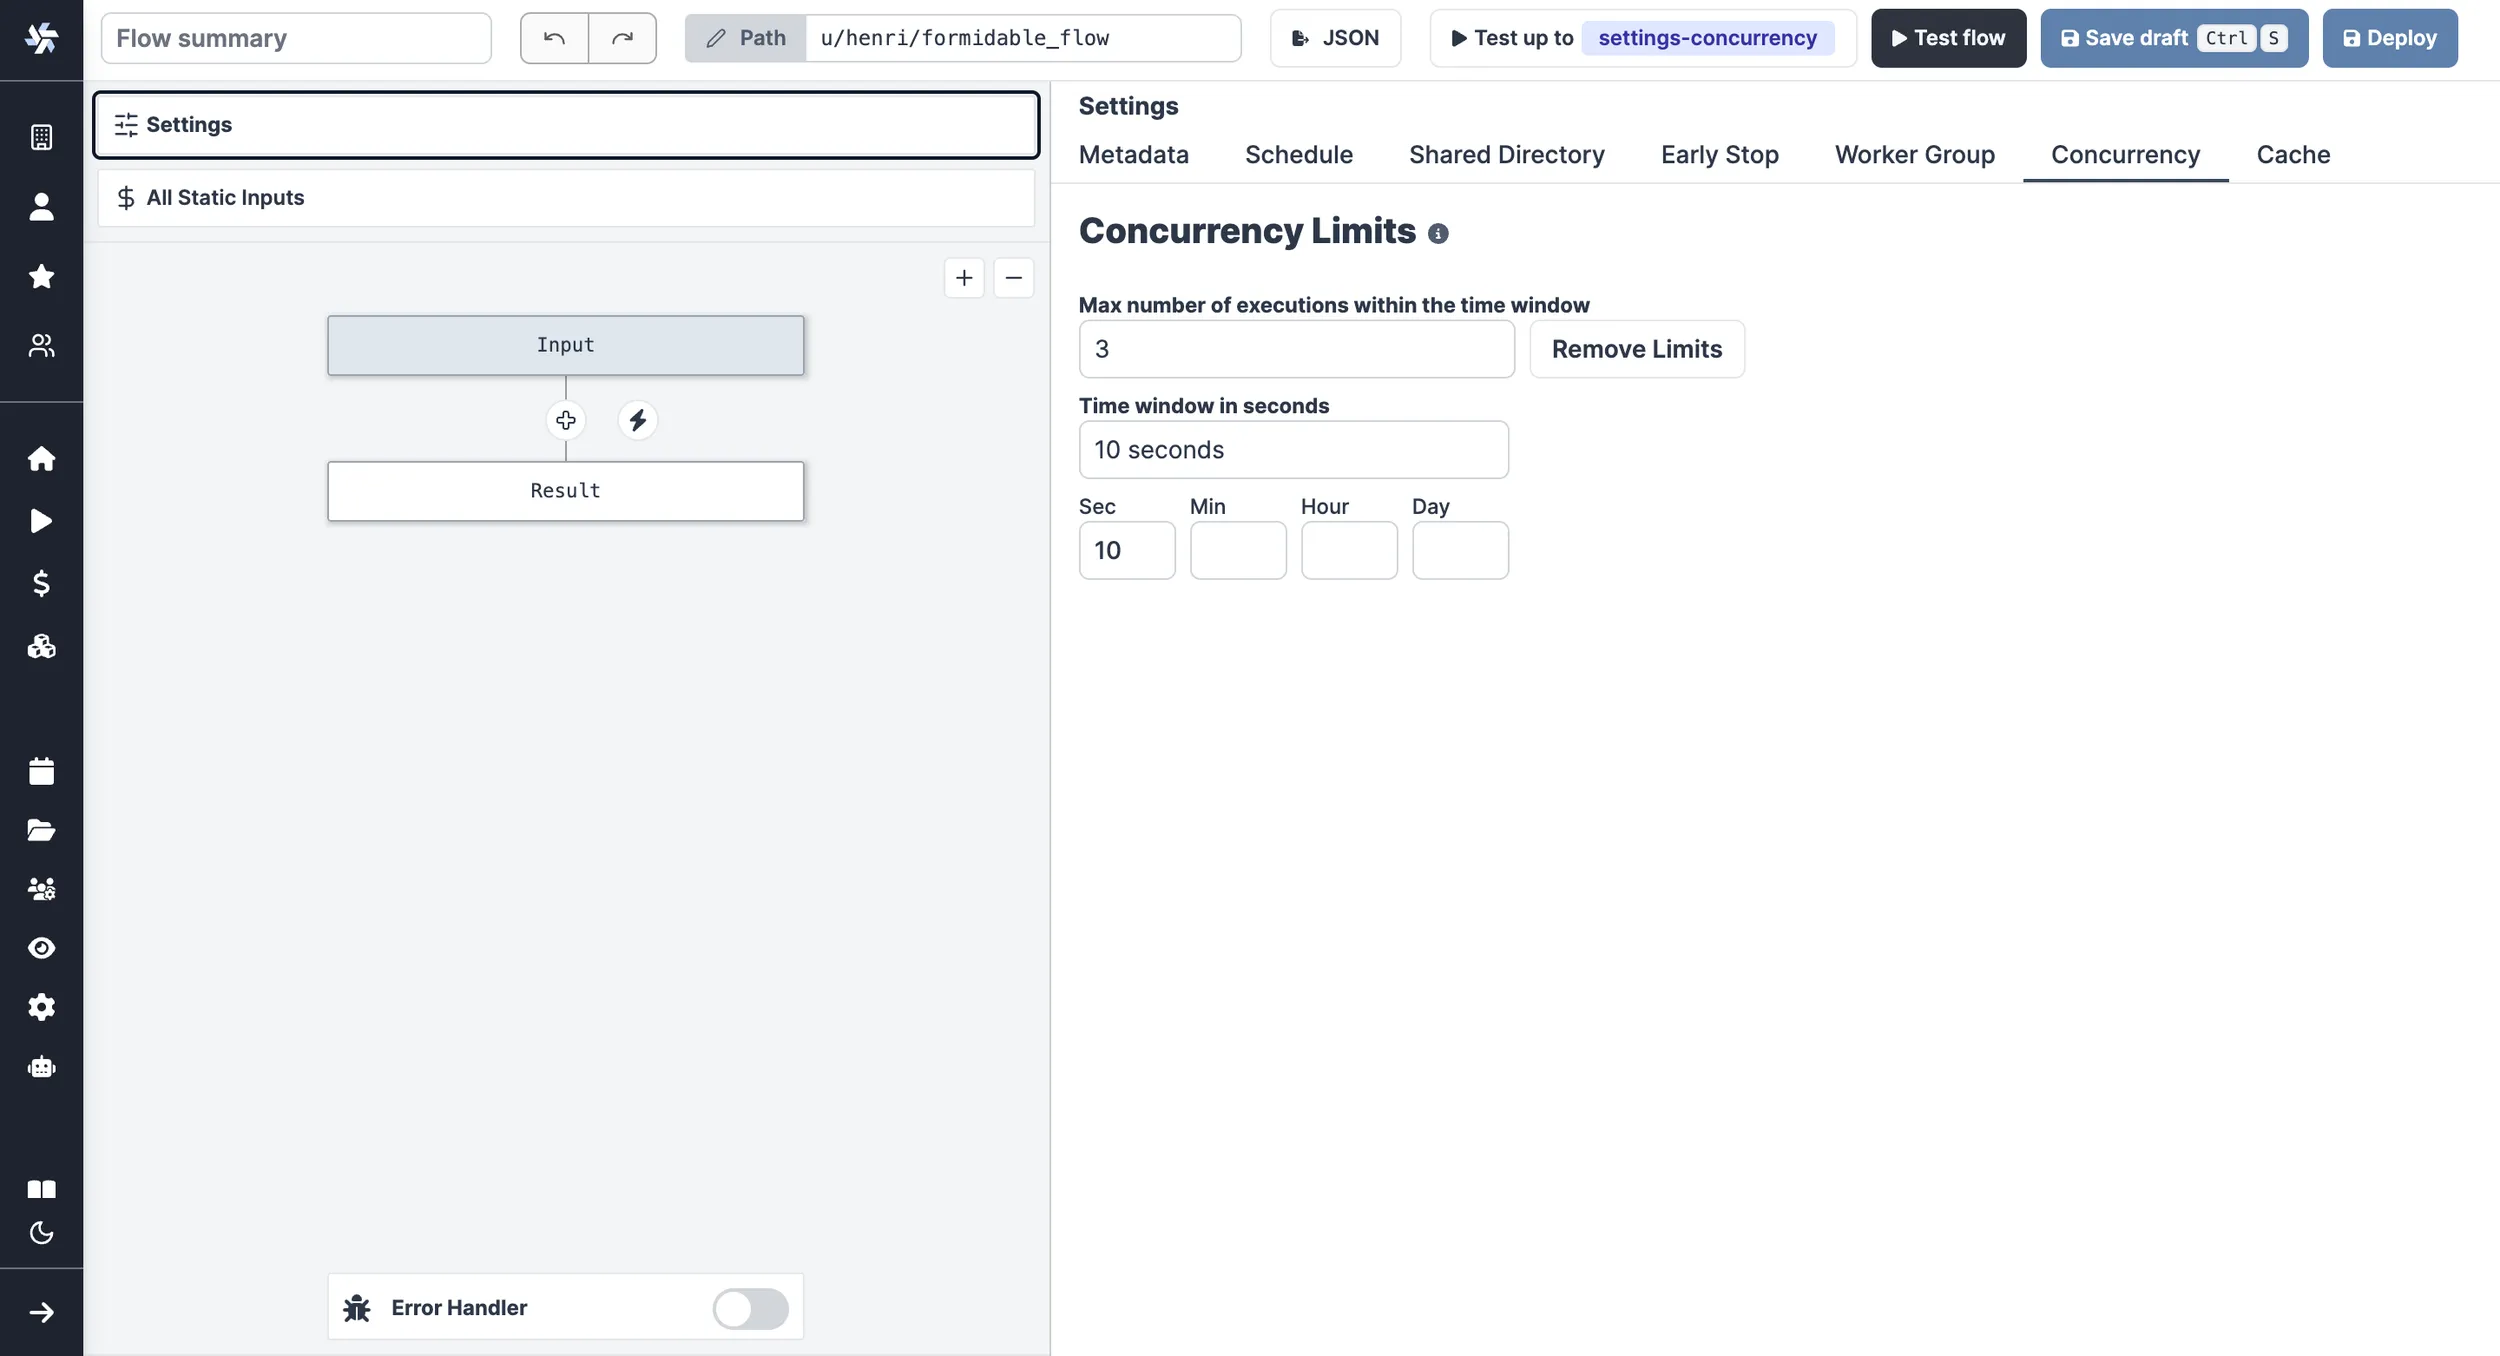 Flow summary
Path
u/henri/formidable_flow
JSON
Test up to settings-concurrency
Test flow
Save draft Ctrl S
Deploy
Settings
All Static Inputs
Input
Result
Error Handler
Settings
Metadata Schedule Shared Directory Early Stop Worker Group Concurrency Cache
Concurrency Limits
Max number of executions within the time window
3
Remove Limits
Time window in seconds
10 seconds
Sec Min Hour Day
10